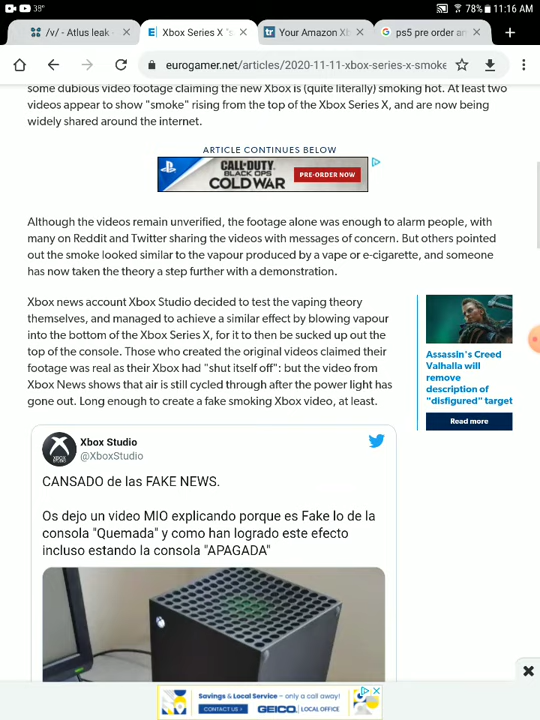 38°
78% 11:16 AM
/v/ - Atlus leak
Xbox Series X "s
Your Amazon Xb
ps5 pre order an
eurogamer.net/articles/2020-11-11-xbox-series-x-smoke
some dubious video footage claiming the new Xbox is (quite literally) smoking hot. At least two
videos appear to show "smoke" rising from the top of the Xbox Series X, and are now being
widely shared around the internet.
ARTICLE CONTINUES BELOW
CALL OF DUTY
BLACK OPS
COLD WAR
PRE-ORDER NOW
Although the videos remain unverified, the footage alone was enough to alarm people, with
many on Reddit and Twitter sharing the videos with messages of concern. But others pointed
out the smoke looked similar to the vapour produced by a vape or e-cigarette, and someone
has now taken the theory a step further with a demonstration.
Xbox news account Xbox Studio decided to test the vaping theory
themselves, and managed to achieve a similar effect by blowing vapour
into the bottom of the Xbox Series X, for it to then be sucked up out the
top of the console. Those who created the original videos claimed their
footage was real as their Xbox had "shut itself off": but the video from
Xbox News shows that air is still cycled through after the power light has
gone out. Long enough to create a fake smoking Xbox video, at least.
Assassin's Creed
Valhalla will
remove
description of
"disfigured" target
Read more
Xbox Studio
@XboxStudio
CANSADO de las FAKE NEWS.
Os dejo un video MIO explicando porque es Fake lo de la
consola "Quemada" y como han logrado este efecto
incluso estando la consola "APAGADA"
Savings & Local Service – only a call away!
CONTACT US
GEICO LOCAL OFFICE